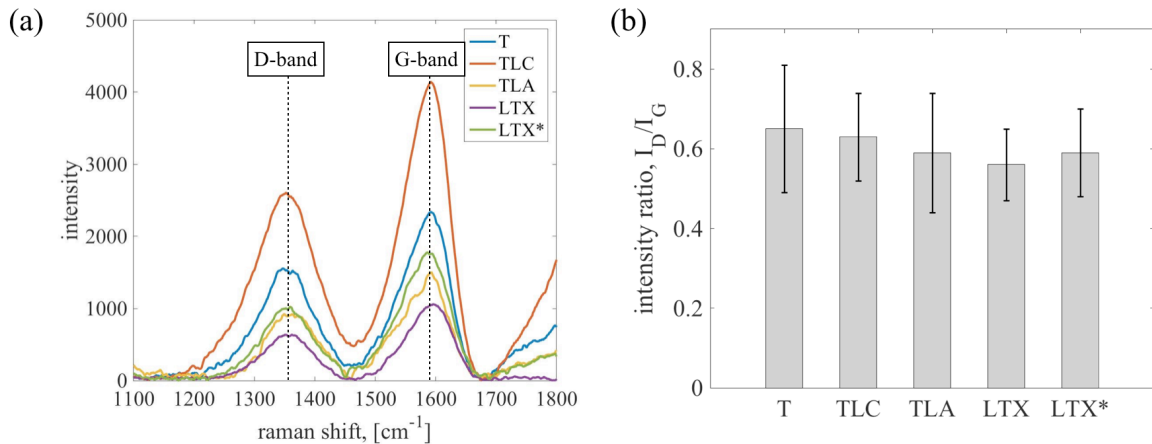 (a)
5000
4000
3000
2000
1000
0
intensity
D-band
G-band
T
TLC
TLA
LTX
LTX*
1100 1200 1300 1400 1500 1600 1700 1800
raman shift, [cm⁻¹]
(b)
0.8
0.6
0.4
0.2
0
intensity ratio, I_D/I_G
T TLC TLA LTX LTX*